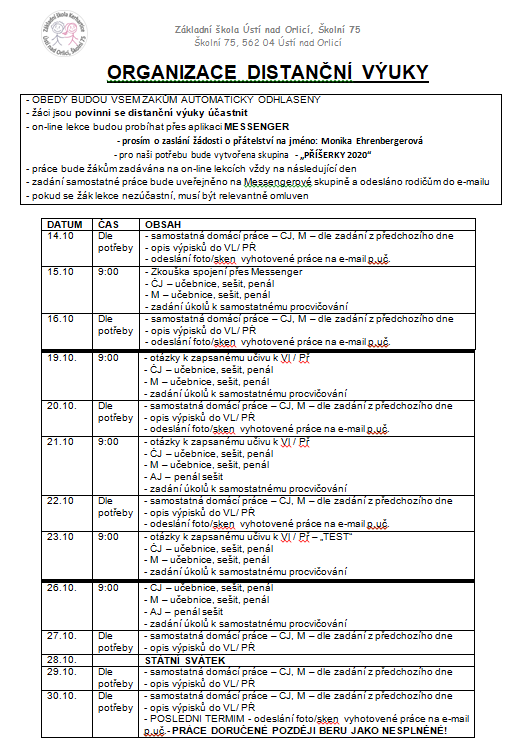 Základní škola Ústí nad Orlicí, Školní 75
Školní 75, 562 04 Ústí nad Orlicí
ORGANIZACE DISTANČNÍ VÝUKY
- OBĚDY BUDOU VŠEM ŽÁKŮM AUTOMATICKY ODHLÁŠENY
- žáci jsou povinni se distanční výuky účastnit
- on-line lekce budou probíhat přes aplikaci MESSENGER
- prosím o zaslání žádosti o přátelství na jméno: Monika Ehrenbergerová
- pro naši potřebu bude vytvořena skupina - „PŘÍŠERKY 2020“
- práce bude žákům zadávána na on-line lekcích vždy na následující den
- zadání samostatné práce bude uveřejněno na Messengerové skupině a odesláno rodičům do e-mailu
- pokud se žák lekce nezúčastní, musí být relevantně omluven
DATUM ČAS OBSAH
14.10 Dle potřeby - samostatná domácí práce – ČJ, M – dle zadání z předchozího dne
- opis výpisků do VL/ PŘ
- odeslání foto/sken vyhotovené práce na e-mail p.uč.
15.10 9:00 - Zkouška spojení přes Messenger
- ČJ – učebnice, sešit, penál
- M – učebnice, sešit, penál
- zadání úkolů k samostatnému procvičování
16.10 Dle potřeby - samostatná domácí práce – ČJ, M – dle zadání z předchozího dne
- opis výpisků do VL/ PŘ
- odeslání foto/sken vyhotovené práce na e-mail p.uč.
19.10. 9:00 - otázky k zapsanému učivu k Vl / Př
- ČJ – učebnice, sešit, penál
- M – učebnice, sešit, penál
- zadání úkolů k samostatnému procvičování
20.10. Dle potřeby - samostatná domácí práce – ČJ, M – dle zadání z předchozího dne
- opis výpisků do VL/ PŘ
- odeslání foto/sken vyhotovené práce na e-mail p.uč.
21.10 9:00 - otázky k zapsanému učivu k Vl / Př
- ČJ – učebnice, sešit, penál
- M – učebnice, sešit, penál
- AJ – penál sešit
- zadání úkolů k samostatnému procvičování
22.10 Dle potřeby - samostatná domácí práce – ČJ, M – dle zadání z předchozího dne
- opis výpisků do VL/ PŘ
- odeslání foto/sken vyhotovené práce na e-mail p.uč.
23.10 9:00 - otázky k zapsanému učivu k Vl / Př – „TEST“
- ČJ – učebnice, sešit, penál
- M – učebnice, sešit, penál
- zadání úkolů k samostatnému procvičování
26.10. 9:00 - ČJ – učebnice, sešit, penál
- M – učebnice, sešit, penál
- AJ – penál sešit
- zadání úkolů k samostatnému procvičování
27.10. Dle potřeby - samostatná domácí práce – ČJ, M – dle zadání z předchozího dne
- opis výpisků do VL/ PŘ
28.10. STÁTNÍ SVÁTEK
29.10. Dle potřeby - samostatná domácí práce – ČJ, M – dle zadání z předchozího dne
- opis výpisků do VL/ PŘ
30.10. Dle potřeby - samostatná domácí práce – ČJ, M – dle zadání z předchozího dne
- opis výpisků do VL/ PŘ
- POSLEDNÍ TERMIM - odeslání foto/sken vyhotovené práce na e-mail
p.uč.- PRÁCE DORUČENÉ POZDĚJI BERU JAKO NESPLNĚNÉ!